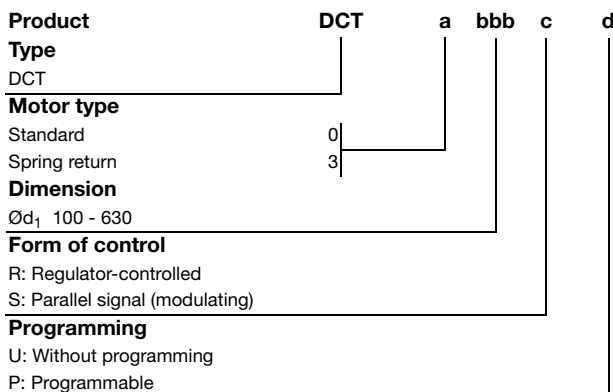 Product DCT a bbb c d
Type
DCT
Motor type
Standard 0
Spring return 3
Dimension
Ød₁ 100 - 630
Form of control
R: Regulator-controlled
S: Parallel signal (modulating)
Programming
U: Without programming
P: Programmable